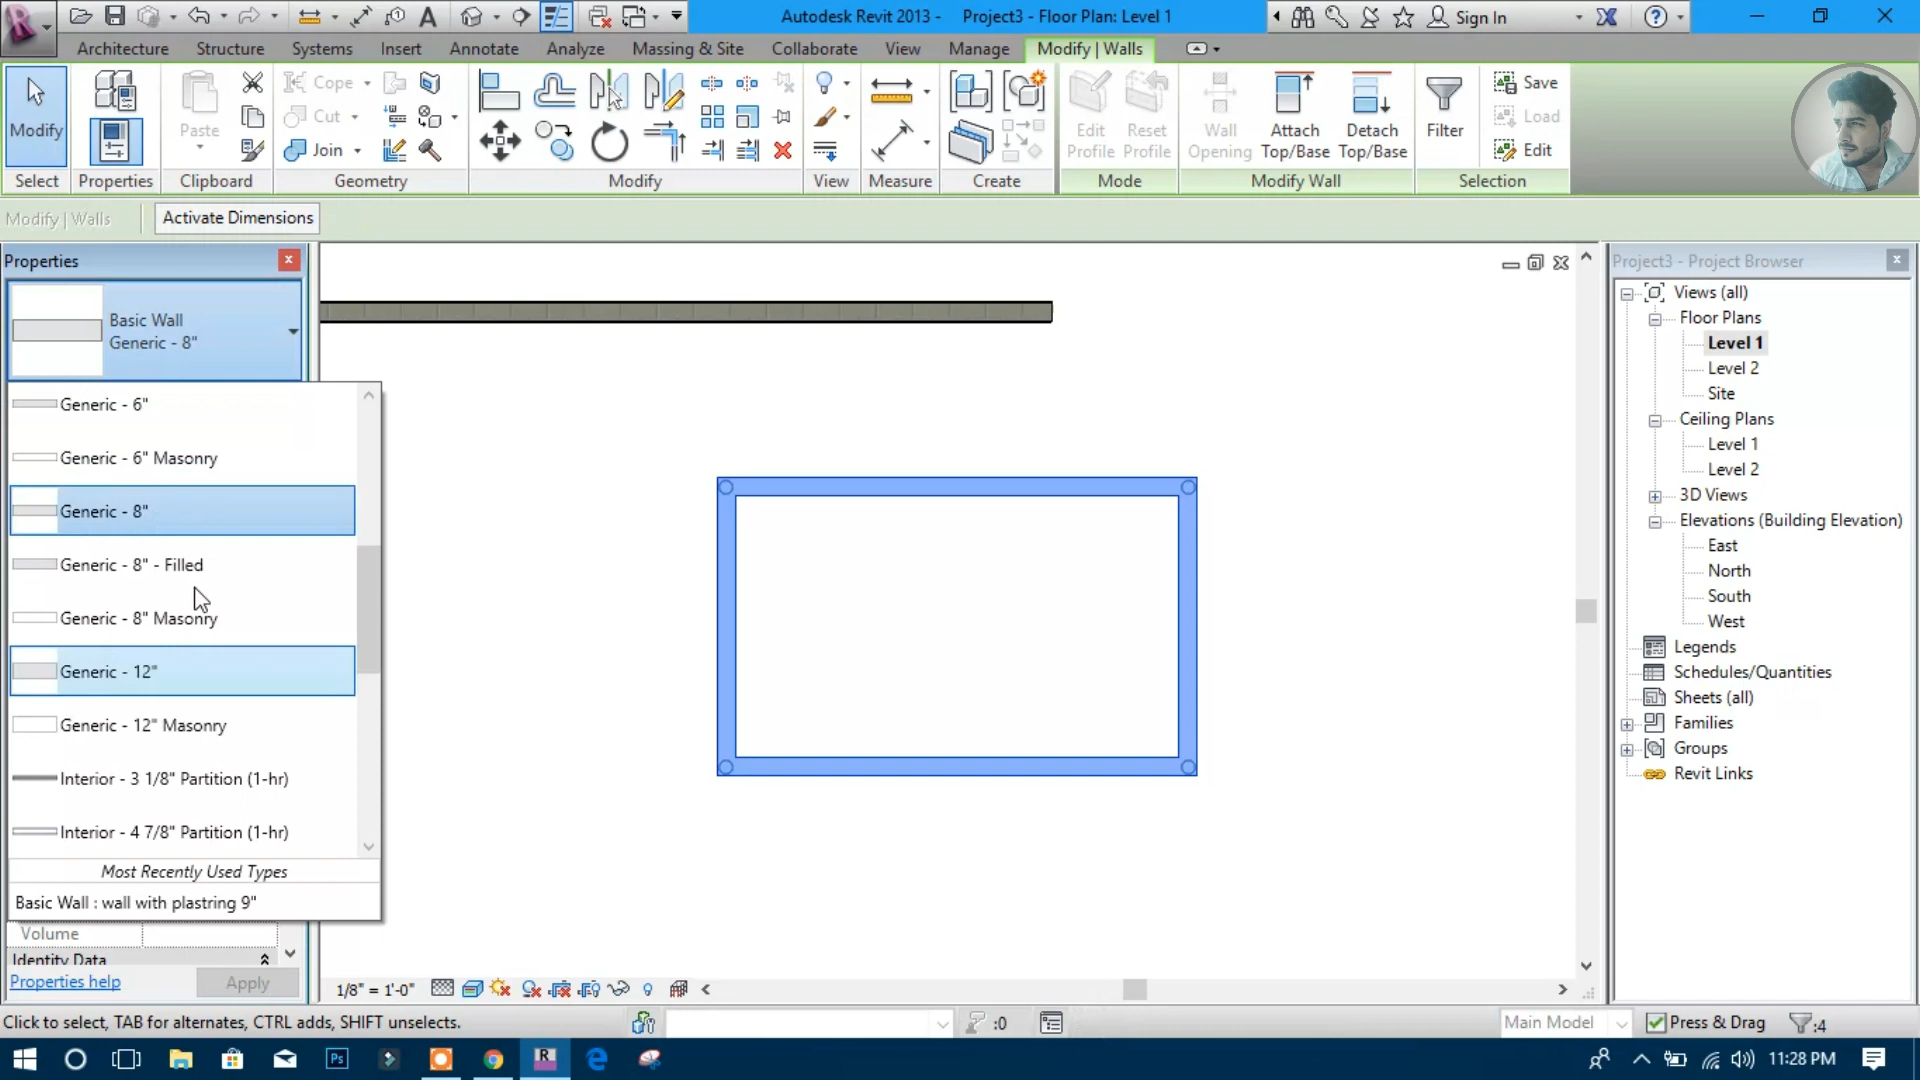 Autodesk Revit 2013 - Project3 - Floor Plan: Level 1
Sign In
Architecture Structure Systems Insert Annotate Analyze Massing & Site Collaborate View Manage Modify | Walls
Modify
Paste
Cope
Cut
Join
Edit Profile
Reset Profile
Wall Opening
Attach Top/Base
Detach Top/Base
Filter
Save
Load
Edit
Select Properties Clipboard Geometry Modify View Measure Create Mode Modify Wall Selection
Modify | Walls Activate Dimensions
Properties
Basic Wall
Generic - 8"
Generic - 6"
Generic - 6" Masonry
Generic - 8"
Generic - 8" - Filled
Generic - 8" Masonry
Generic - 12"
Generic - 12" Masonry
Interior - 3 1/8" Partition (1-hr)
Interior - 4 7/8" Partition (1-hr)
Most Recently Used Types
Basic Wall : wall with plastring 9"
Volume
Identity Data
Properties help Apply
1/8" = 1'-0"
Project3 - Project Browser
Views (all)
Floor Plans
Level 1
Level 2
Site
Ceiling Plans
Level 1
Level 2
3D Views
Elevations (Building Elevation)
East
North
South
West
Legends
Schedules/Quantities
Sheets (all)
Families
Groups
Revit Links
Click to select, TAB for alternates, CTRL adds, SHIFT unselects. :0 Main Model Press & Drag :4
11:28 PM